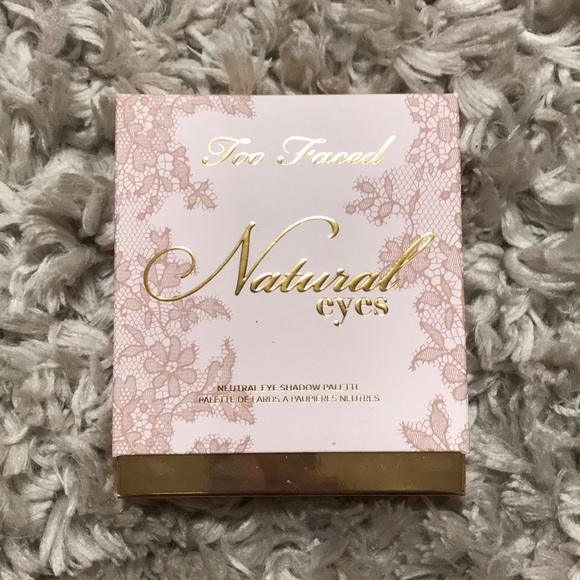 Too Faced
Natural
eyes
NEUTRAL EYE SHADOW PALETTE
PALETTE DE FARDS A PAUPIÈRES NEUTRES